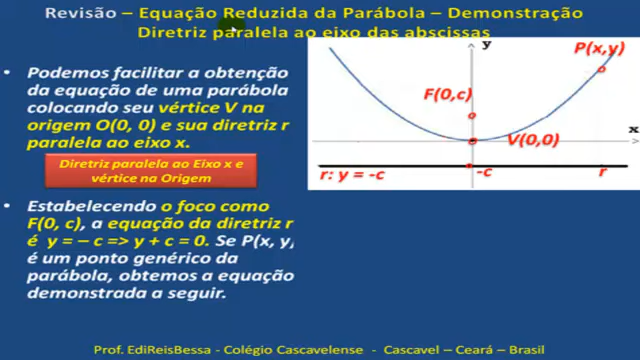 Revisão – Equação Reduzida da Parábola – Demonstração
Diretriz paralela ao eixo das abscissas
• Podemos facilitar a obtenção
da equação de uma parábola
colocando seu vértice V na
origem O(0, 0) e sua diretriz r
paralela ao eixo x.
Diretriz paralela ao Eixo x e
vértice na Origem
• Estabelecendo o foco como
F(0, c), a equação da diretriz r
é y = – c => y + c = 0. Se P(x, y)
é um ponto genérico da
parábola, obtemos a equação
demonstrada a seguir.
y
P(x,y)
F(0,c)
x
V(0,0)
r: y = -c
-c
r
Prof. EdiReisBessa - Colégio Cascavelense - Cascavel – Ceará – Brasil